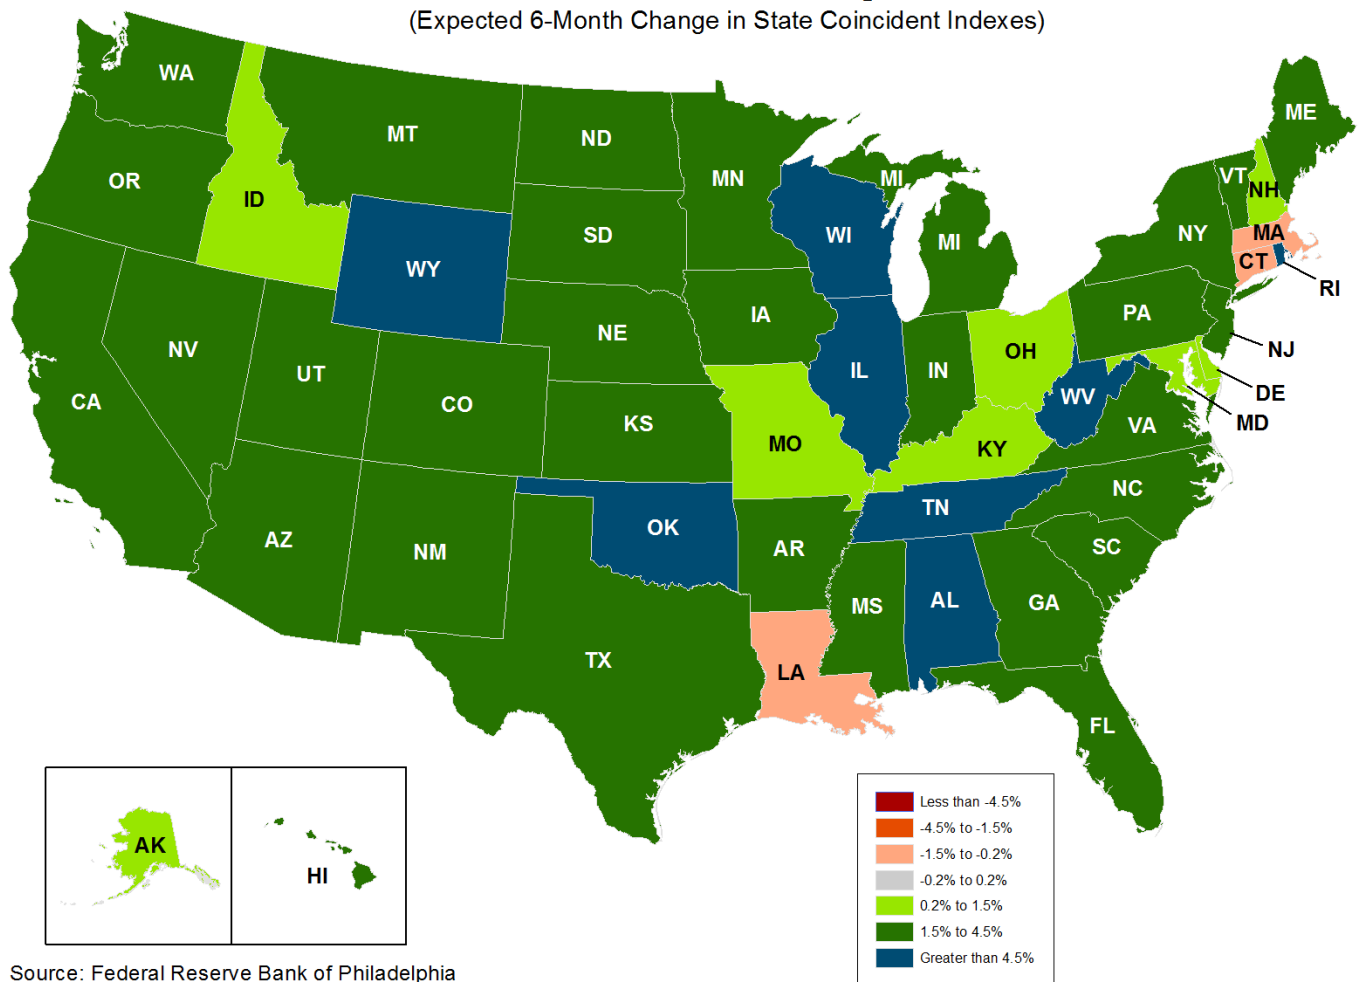 (Expected 6-Month Change in State Coincident Indexes)
WA
MT
ND
MN
ME
OR
ID
SD
WI
MI
MI
VT
NH
NY
MA
CT
RI
WY
IA
NE
PA
NJ
NV
UT
CO
IL
IN
OH
DE
MD
CA
KS
MO
WV
VA
KY
AZ
NM
OK
AR
TN
NC
SC
MS
AL
GA
TX
LA
FL
AK
HI
Less than -4.5%
-4.5% to -1.5%
-1.5% to -0.2%
-0.2% to 0.2%
0.2% to 1.5%
1.5% to 4.5%
Greater than 4.5%
Source: Federal Reserve Bank of Philadelphia